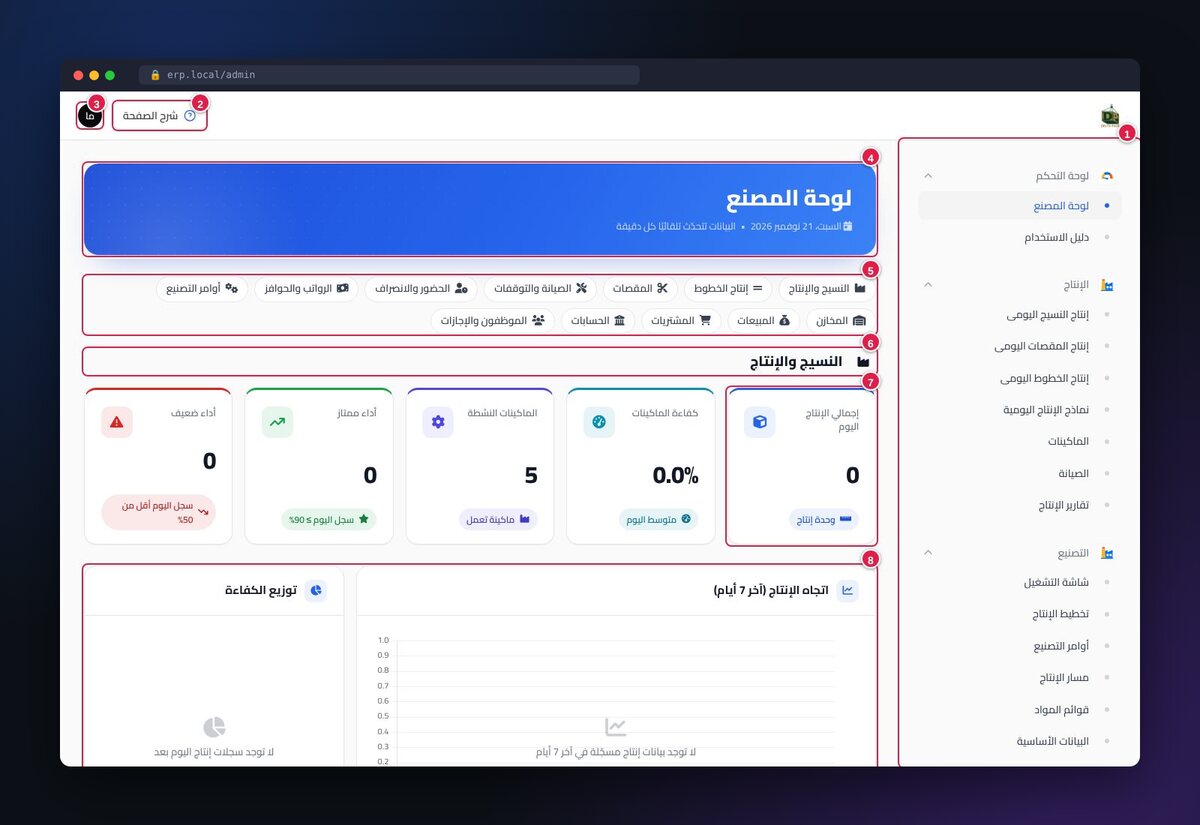 erp.local/admin
1
2
شرح الصفحة
3
ما
لوحة التحكم
لوحة المصنع
دليل الاستخدام
الإنتاج
إنتاج النسيج اليومى
إنتاج المقصات اليومى
إنتاج الخطوط اليومى
نماذج الإنتاج اليومية
الماكينات
الصيانة
تقارير الإنتاج
التصنيع
شاشة التشغيل
تخطيط الإنتاج
أوامر التصنيع
مسار الإنتاج
قوائم المواد
البيانات الأساسية
4
لوحة المصنع
السبت، 21 نوفمبر 2026 • البيانات تتحدّث تلقائيًا كل دقيقة
5
النسيج والإنتاج
إنتاج الخطوط
المقصات
الصيانة والتوقفات
الحضور والانصراف
الرواتب والحوافز
أوامر التصنيع
المخازن
المبيعات
المشتريات
الحسابات
الموظفون والإجازات
6
النسيج والإنتاج
7
إجمالي الإنتاج
اليوم
0
وحدة إنتاج
كفاءة الماكينات
0.0%
متوسط اليوم
الماكينات النشطة
5
ماكينة تعمل
أداء ممتاز
0
سجل اليوم ≥ 90%
أداء ضعيف
0
سجل اليوم أقل من
50%
8
اتجاه الإنتاج (آخر 7 أيام)
1.0
0.9
0.8
0.7
0.6
0.5
0.4
0.3
0.2
لا توجد بيانات إنتاج مسجّلة في آخر 7 أيام
توزيع الكفاءة
لا توجد سجلات إنتاج اليوم بعد